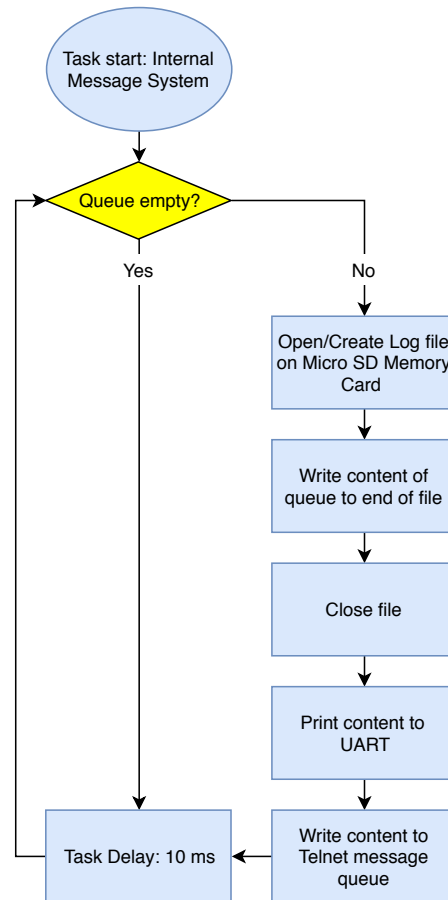 Task start: Internal
Message System
Queue empty?
Yes
No
Open/Create Log file
on Micro SD Memory
Card
Write content of
queue to end of file
Close file
Print content to
UART
Write content to
Telnet message
queue
Task Delay: 10 ms